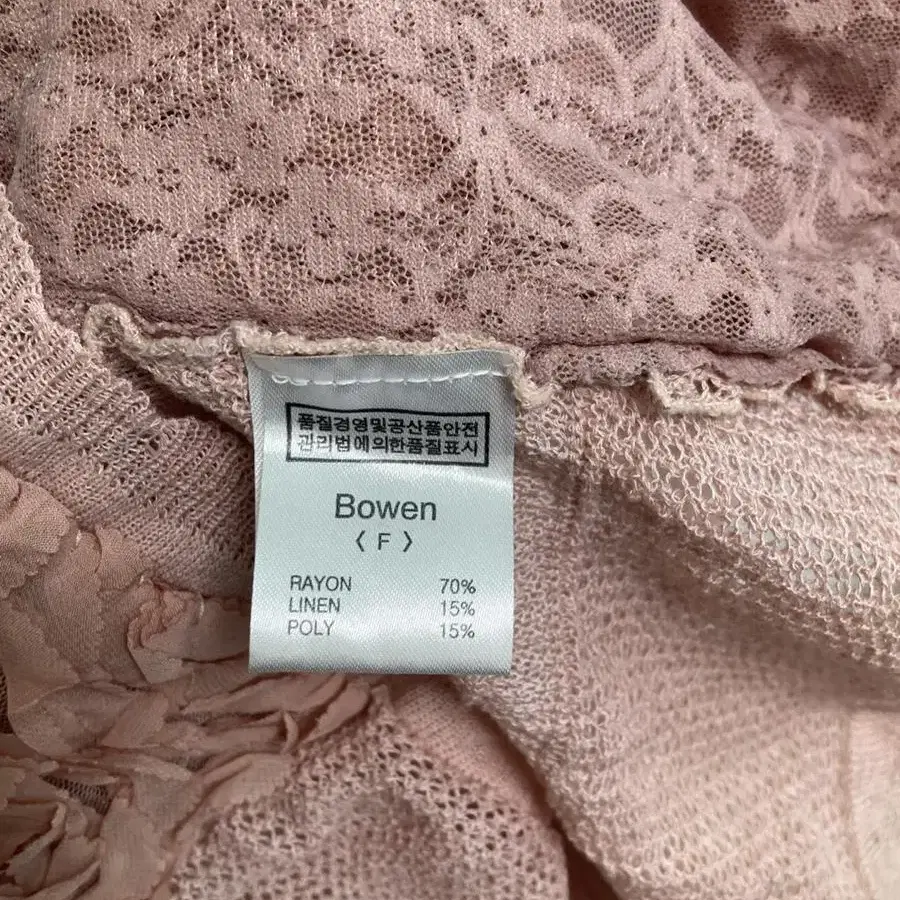 품질경영및공산품안전
관리법에의한품질표시
Bowen
〈 F 〉
RAYON 70%
LINEN 15%
POLY 15%